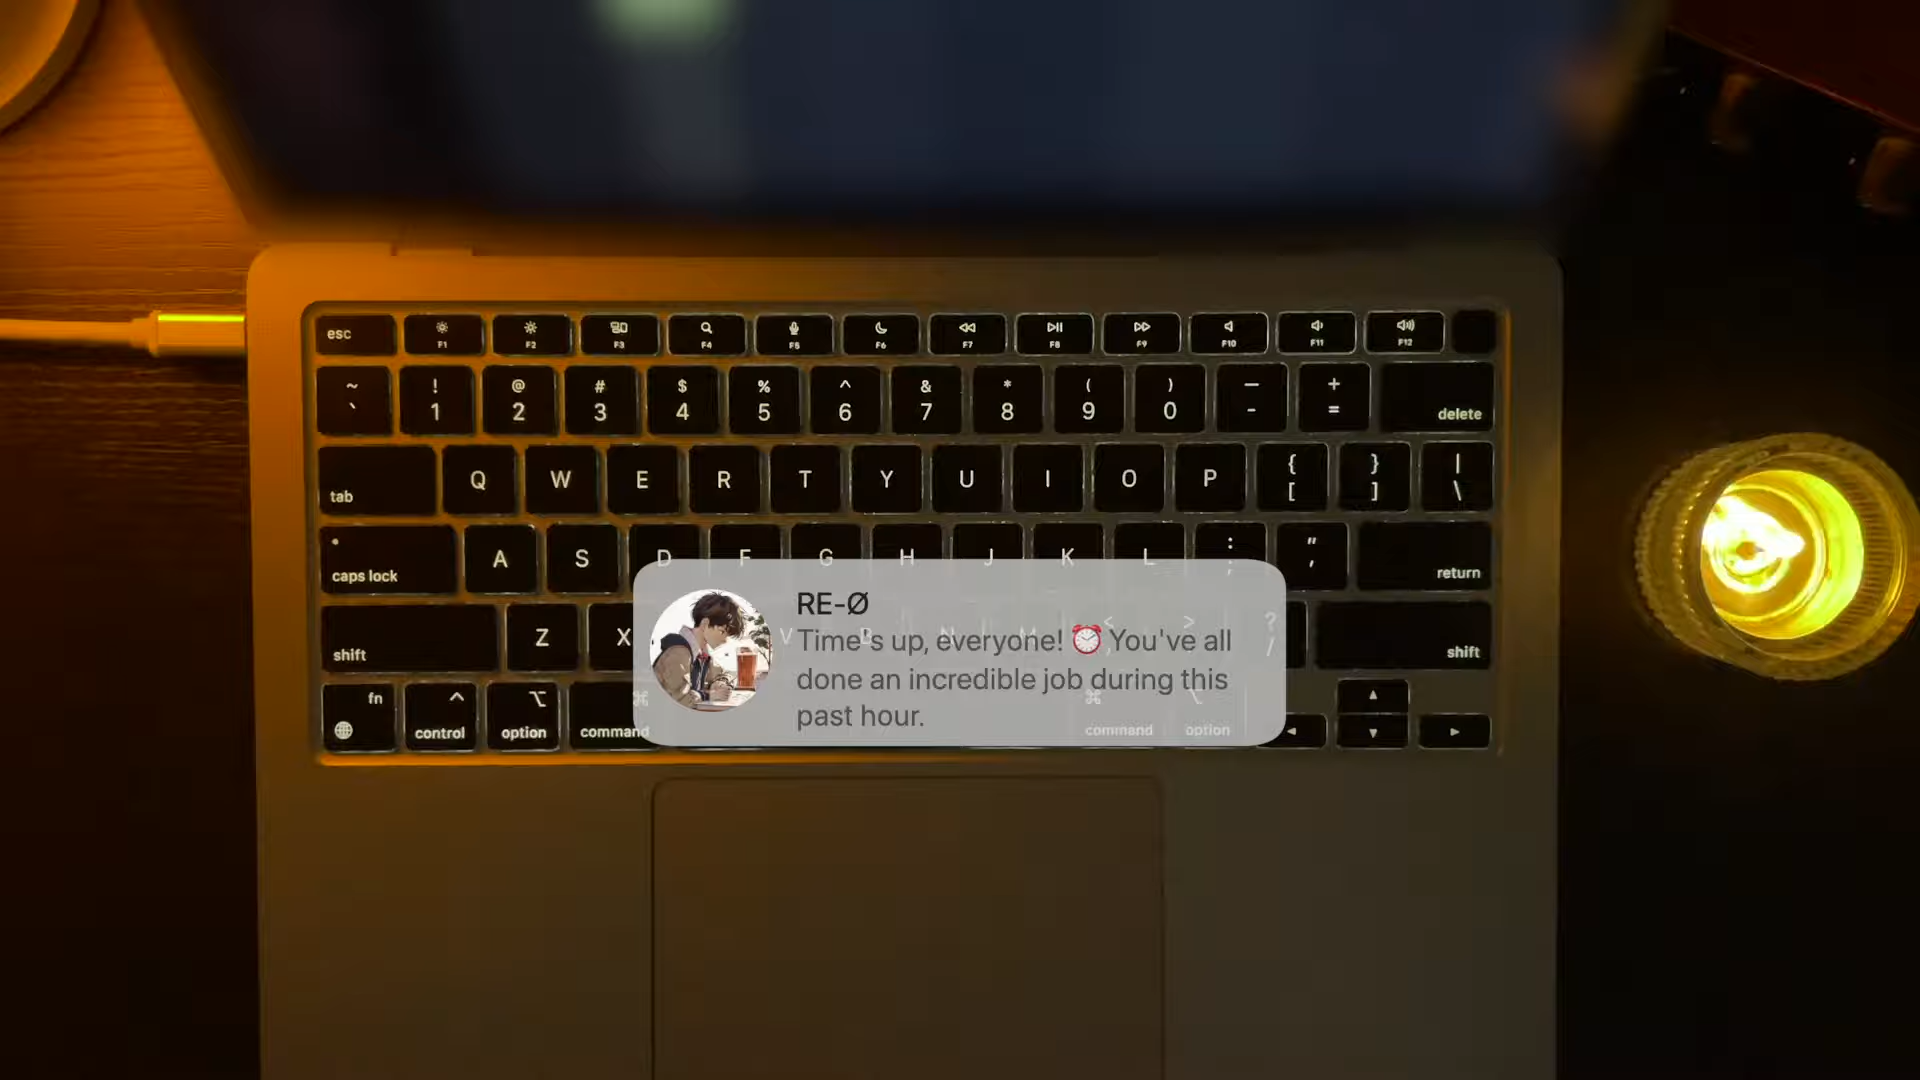 esc F1 F2 F3 F4 F5 F6 F7 F8 F9 F10 F11 F12
~ ! @ # $ % ^ & * ( ) — +
` 1 2 3 4 5 6 7 8 9 0 - = delete
tab Q W E R T Y U I O P { [ } ] | \
caps lock A S D F G H J K L : ; " ' return
shift Z X V B N M < > ? / shift
fn control option command command option
RE-Ø
Time's up, everyone! ⏰ You've all
done an incredible job during this
past hour.